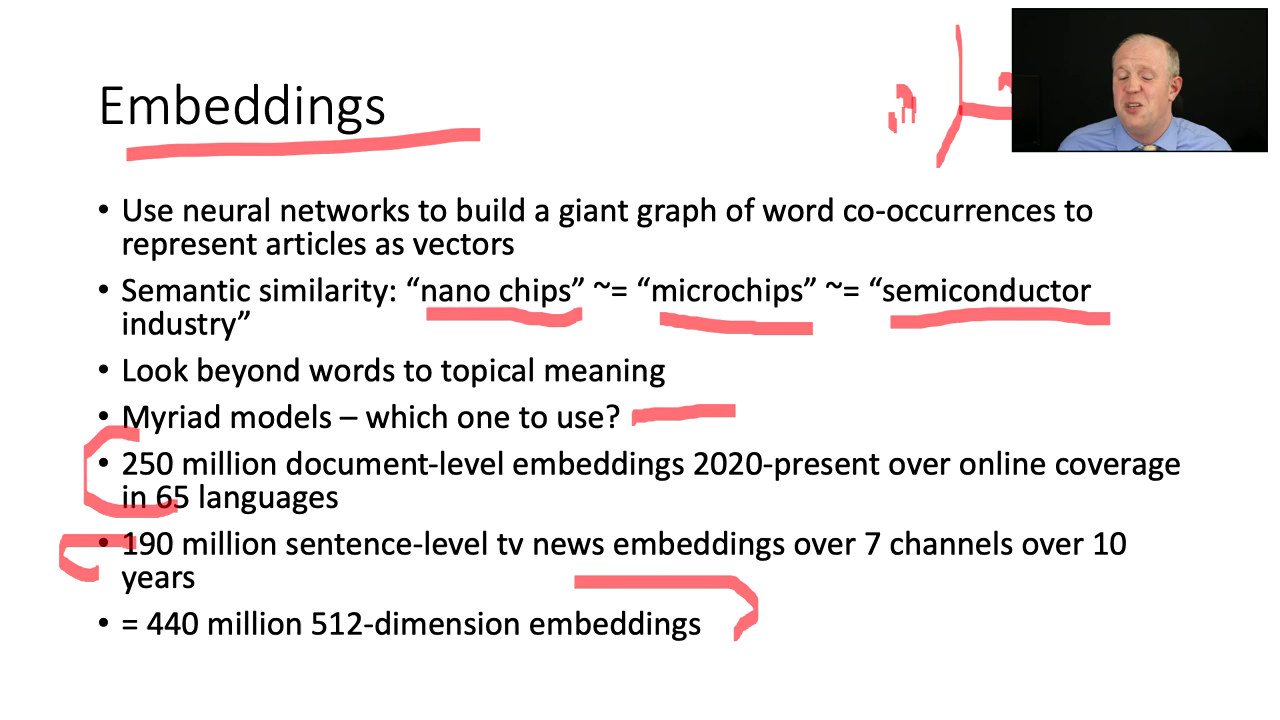 Embeddings
• Use neural networks to build a giant graph of word co-occurrences to
represent articles as vectors
• Semantic similarity: “nano chips” ~= “microchips” ~= “semiconductor
industry”
• Look beyond words to topical meaning
• Myriad models – which one to use?
• 250 million document-level embeddings 2020-present over online coverage
in 65 languages
• 190 million sentence-level tv news embeddings over 7 channels over 10
years
• = 440 million 512-dimension embeddings